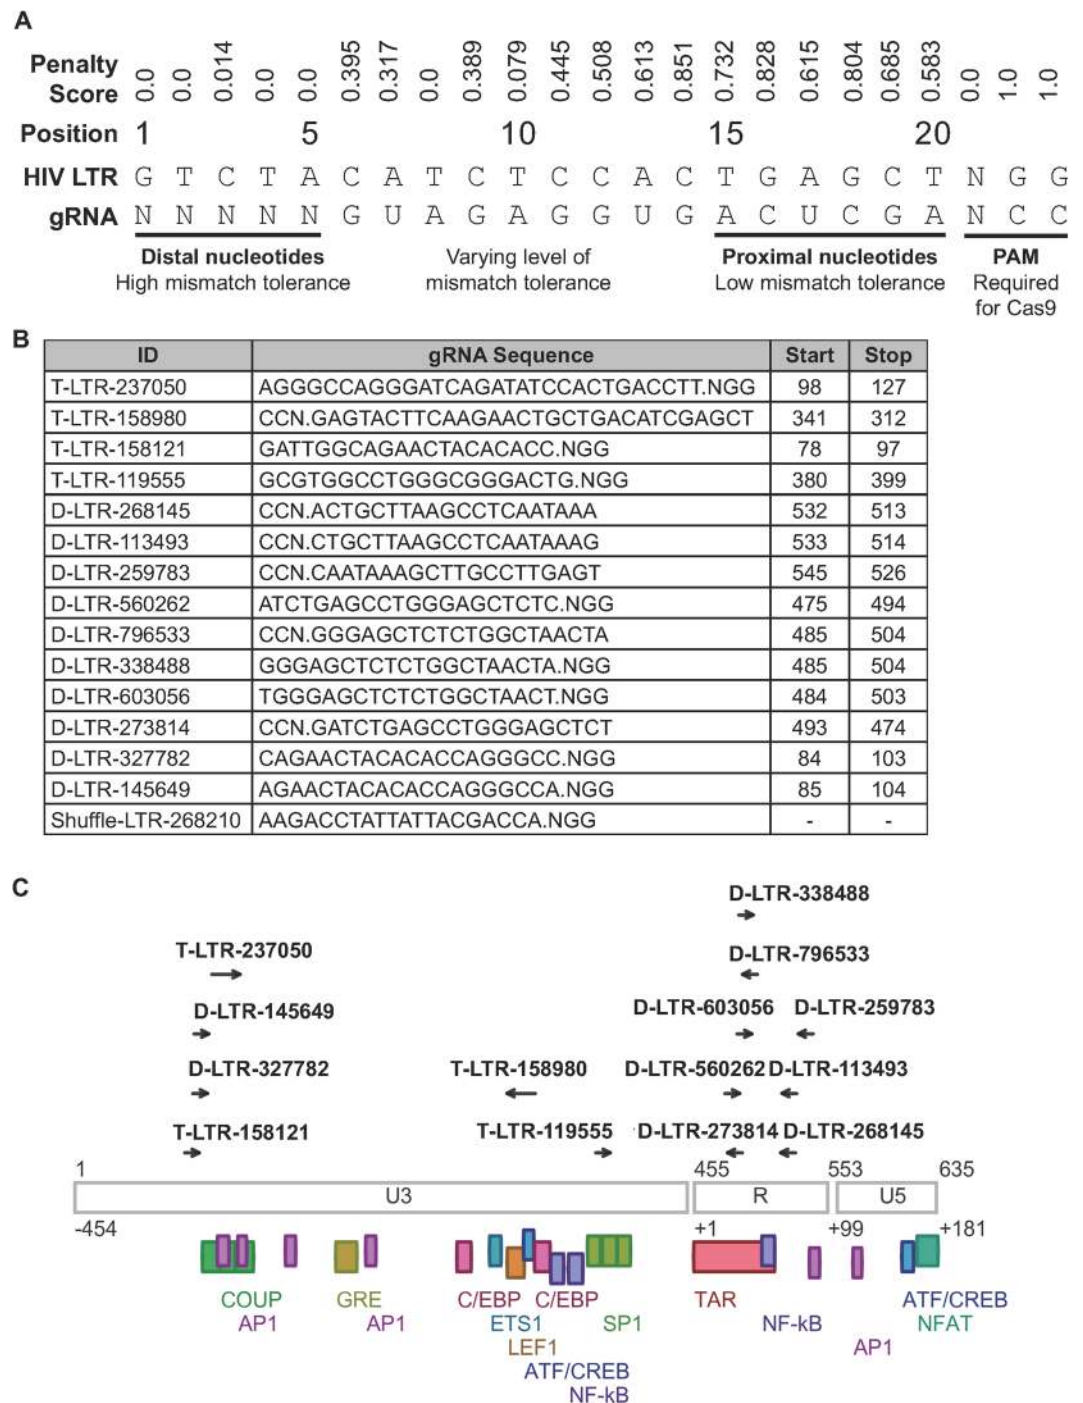 A
Penalty Score 0.0 0.0 0.014 0.0 0.0 0.395 0.317 0.0 0.389 0.079 0.445 0.508 0.613 0.851 0.732 0.828 0.615 0.804 0.685 0.583 0.0 1.0 1.0
Position 1 5 10 15 20
HIV LTR G T C T A C A T C T C C A C T G A G C T N G G
gRNA N N N N N G U A G A G G U G A C U C G A N C C
Distal nucleotides Varying level of Proximal nucleotides PAM
High mismatch tolerance mismatch tolerance Low mismatch tolerance Required
for Cas9
B
ID gRNA Sequence Start Stop
T-LTR-237050 AGGGCCAGGGATCAGATATCCACTGACCTT.NGG 98 127
T-LTR-158980 CCN.GAGTACTTCAAGAACTGCTGACATCGAGCT 341 312
T-LTR-158121 GATTGGCAGAACTACACACC.NGG 78 97
T-LTR-119555 GCGTGGCCTGGGCGGGACTG.NGG 380 399
D-LTR-268145 CCN.ACTGCTTAAGCCTCAATAAA 532 513
D-LTR-113493 CCN.CTGCTTAAGCCTCAATAAAG 533 514
D-LTR-259783 CCN.CAATAAAGCTTGCCTTGAGT 545 526
D-LTR-560262 ATCTGAGCCTGGGAGCTCTC.NGG 475 494
D-LTR-796533 CCN.GGGAGCTCTCTGGCTAACTA 485 504
D-LTR-338488 GGGAGCTCTCTGGCTAACTA.NGG 485 504
D-LTR-603056 TGGGAGCTCTCTGGCTAACT.NGG 484 503
D-LTR-273814 CCN.GATCTGAGCCTGGGAGCTCT 493 474
D-LTR-327782 CAGAACTACACACCAGGGCC.NGG 84 103
D-LTR-145649 AGAACTACACACCAGGGCCA.NGG 85 104
Shuffle-LTR-268210 AAGACCTATTATTACGACCA.NGG - -
C
D-LTR-338488
T-LTR-237050 D-LTR-796533
D-LTR-145649 D-LTR-603056 D-LTR-259783
D-LTR-327782 T-LTR-158980 D-LTR-560262 D-LTR-113493
T-LTR-158121 T-LTR-119555 D-LTR-273814 D-LTR-268145
1 455 553 635
U3 R U5
-454 +1 +99 +181
COUP GRE C/EBP C/EBP TAR ATF/CREB
AP1 AP1 ETS1 SP1 NF-kB NFAT
LEF1 AP1
ATF/CREB
NF-kB